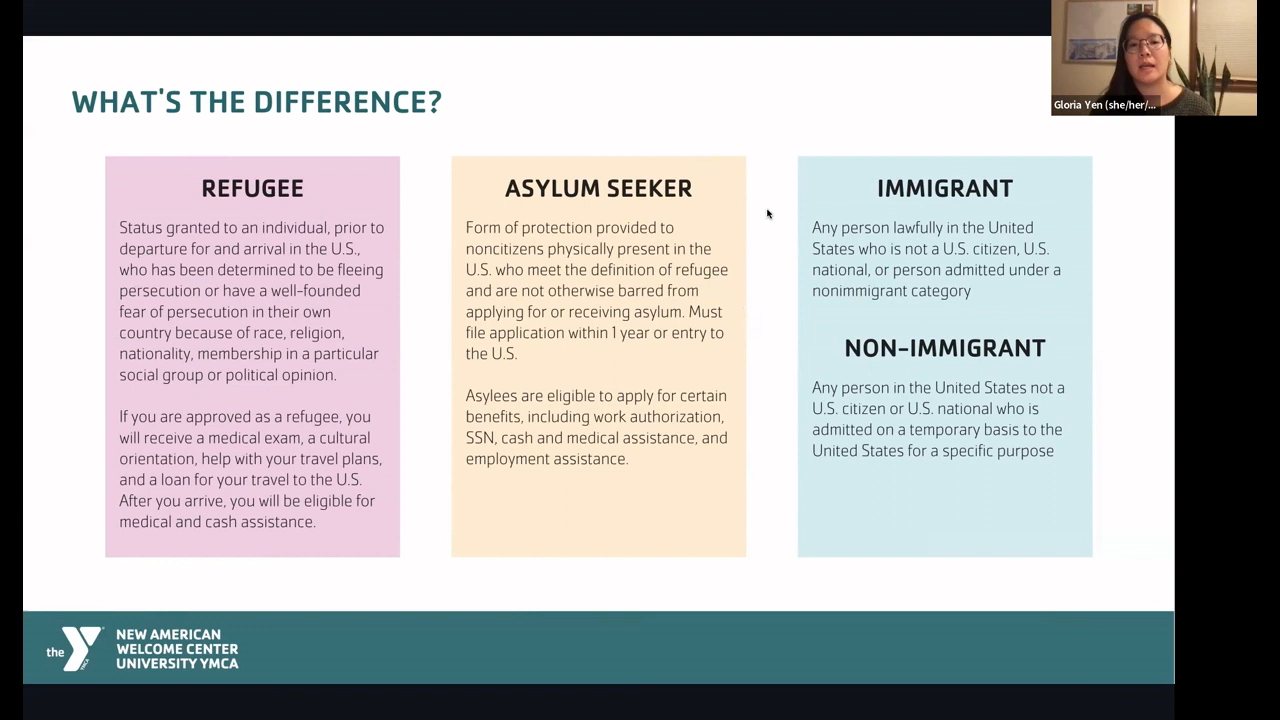 WHAT'S THE DIFFERENCE?
Gloria Yen (she/her/...
REFUGEE
Status granted to an individual, prior to
departure for and arrival in the U.S.,
who has been determined to be fleeing
persecution or have a well-founded
fear of persecution in their own
country because of race, religion,
nationality, membership in a particular
social group or political opinion.
If you are approved as a refugee, you
will receive a medical exam, a cultural
orientation, help with your travel plans,
and a loan for your travel to the U.S.
After you arrive, you will be eligible for
medical and cash assistance.
ASYLUM SEEKER
Form of protection provided to
noncitizens physically present in the
U.S. who meet the definition of refugee
and are not otherwise barred from
applying for or receiving asylum. Must
file application within 1 year or entry to
the U.S.
Asylees are eligible to apply for certain
benefits, including work authorization,
SSN, cash and medical assistance, and
employment assistance.
IMMIGRANT
Any person lawfully in the United
States who is not a U.S. citizen, U.S.
national, or person admitted under a
nonimmigrant category
NON-IMMIGRANT
Any person in the United States not a
U.S. citizen or U.S. national who is
admitted on a temporary basis to the
United States for a specific purpose
the Y
YMCA
NEW AMERICAN
WELCOME CENTER
UNIVERSITY YMCA